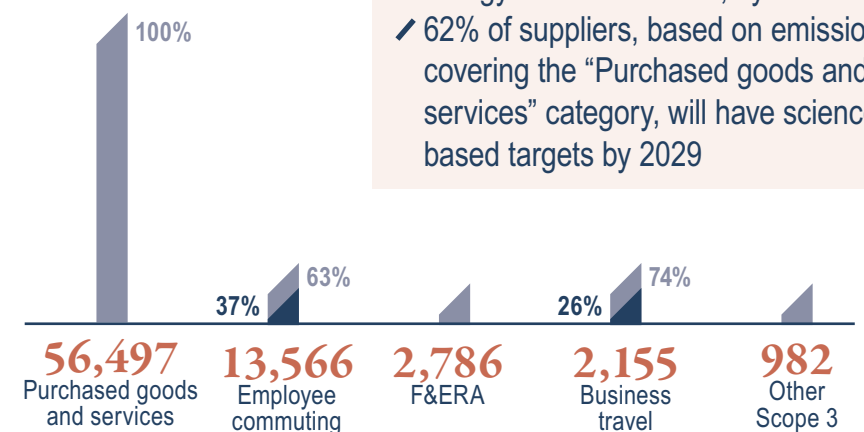 100%
62% of suppliers, based on
covering the “Purchased goods and
services” category, will have
based targets by 2029
63%
37%
74%
26%
56,497
Purchased goods
and services
13,566
Employee
commuting
2,786
F&ERA
2,155
Business
travel
982
Other
Scope 3